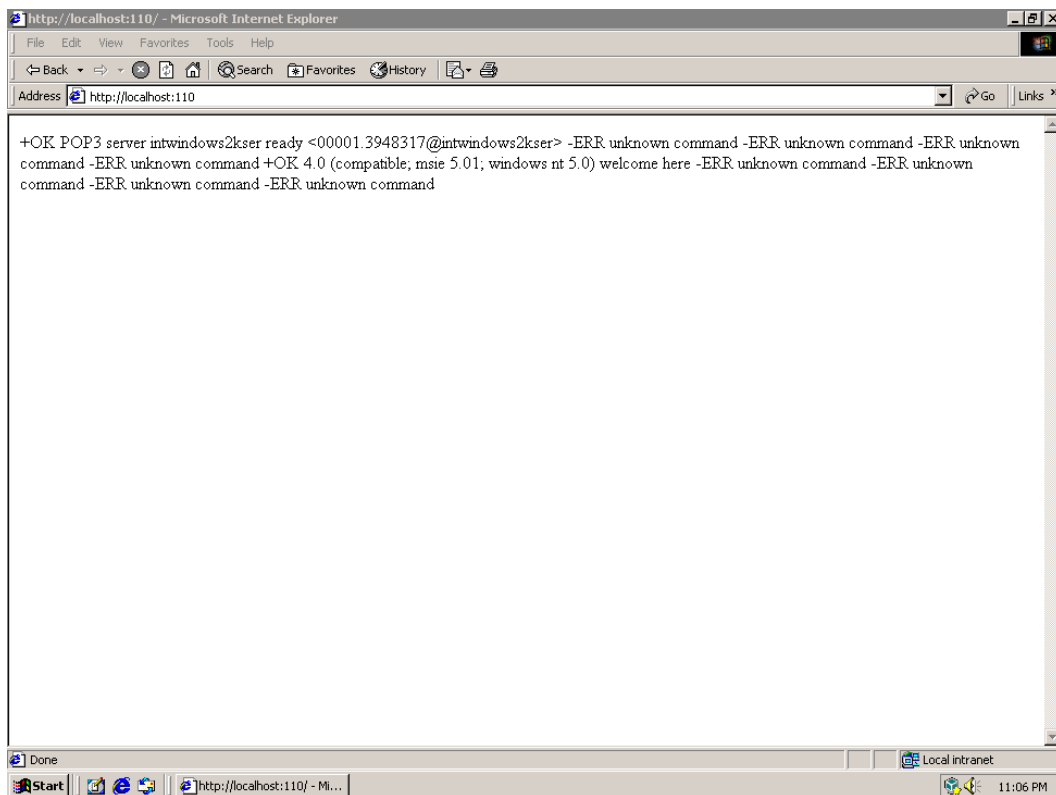 http://localhost:110/ - Microsoft Internet Explorer
File Edit View Favorites Tools Help
Back Search Favorites History
Address http://localhost:110 Go Links »
+OK POP3 server intwindows2kser ready <00001.3948317@intwindows2kser> -ERR unknown command -ERR unknown command -ERR unknown
command -ERR unknown command +OK 4.0 (compatible; msie 5.01; windows nt 5.0) welcome here -ERR unknown command -ERR unknown
command -ERR unknown command -ERR unknown command
Done Local intranet
Start http://localhost:110/ - Mi... 11:06 PM